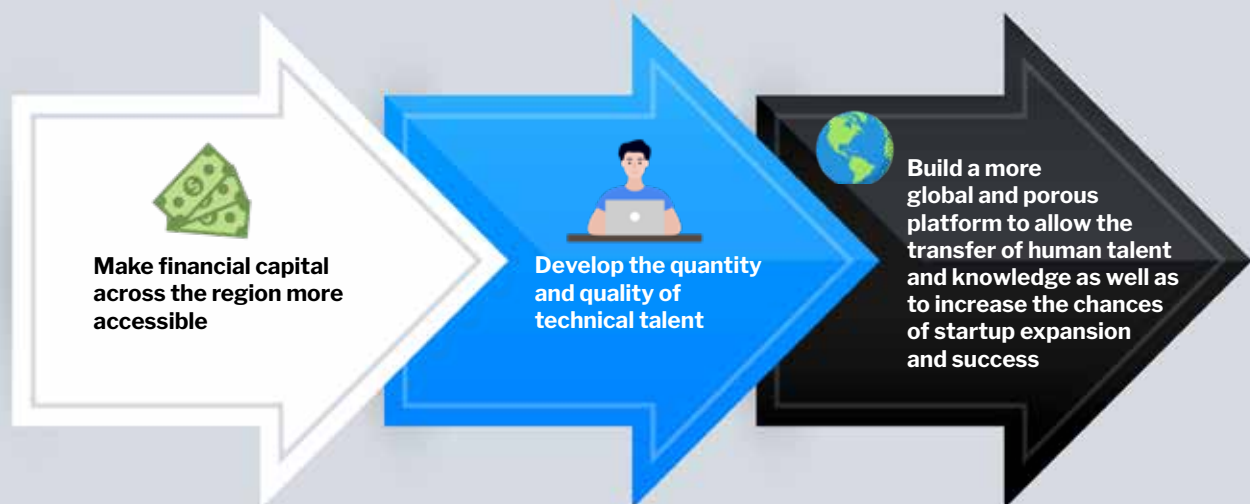 Make financial capital
across the region more
accessible
Develop the quantity
and quality of
technical talent
Build a more
global and porous
platform to allow the
transfer of human talent
and knowledge as well as
to increase the chances
of startup expansion
and success